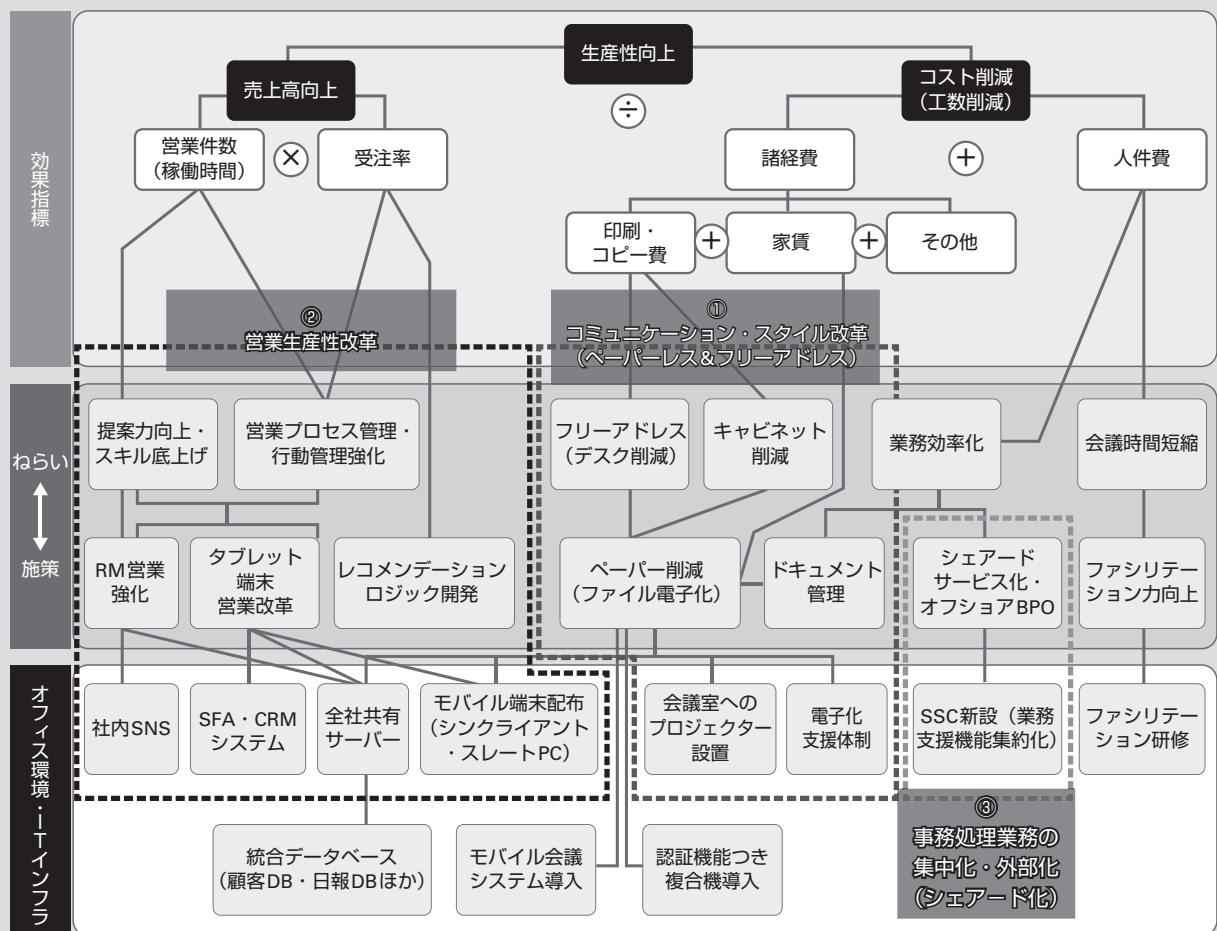 効果指標
生産性向上
売上高向上
÷
コスト削減
（工数削減）
営業件数
（稼働時間）
×
受注率
諸経費
+
人件費
印刷・
コピー費
+
家賃
+
その他
②
営業生産性改革
①
コミュニケーション・スタイル改革
（ペーパーレス＆フリーアドレス）
ねらい
施策
提案力向上・
スキル底上げ
営業プロセス管理・
行動管理強化
フリーアドレス
（デスク削減）
キャビネット
削減
業務効率化
会議時間短縮
RM営業
強化
タブレット
端末
営業改革
レコメンデーション
ロジック開発
ペーパー削減
（ファイル電子化）
ドキュメント
管理
シェアード
サービス化・
オフショアBPO
ファシリテー
ション力向上
オフィス環境・ITインフラ
社内SNS
SFA・CRM
システム
全社共有
サーバー
モバイル端末配布
（シンクライアント
・スレートPC）
会議室への
プロジェクター
設置
電子化
支援体制
SSC新設（業務
支援機能集約化）
ファシリテー
ション研修
統合データベース
（顧客DB・日報DBほか）
モバイル会議
システム導入
認証機能つき
複合機導入
③
事務処理業務の
集中化・外部化
（シェアード化）